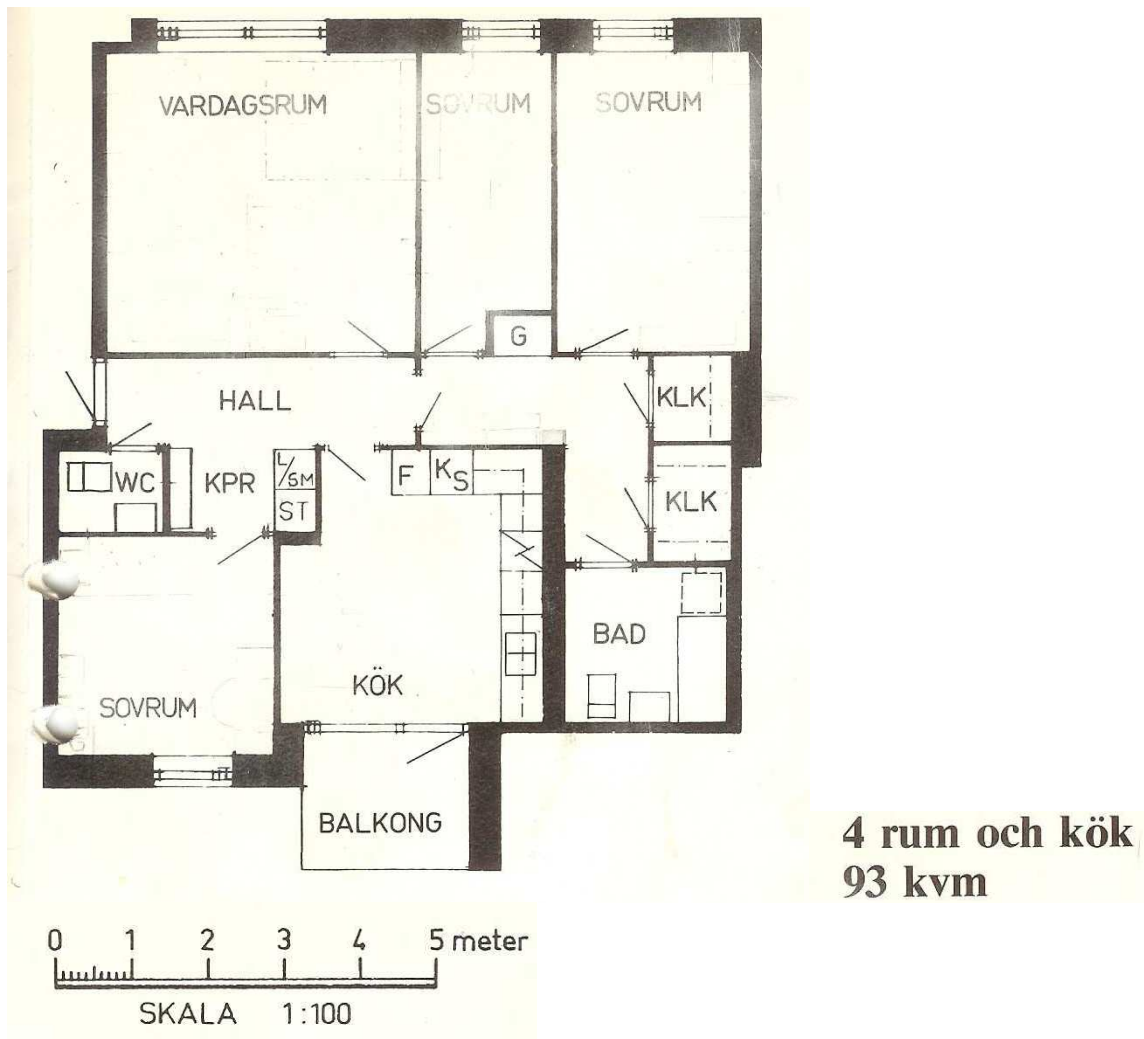 VARDAGSRUM
SOVRUM
SOVRUM
G
HALL
KLK
WC
KPR
L/SM
ST
F
K
S
KLK
BAD
KÖK
SOVRUM
G
BALKONG
4 rum och kök
93 kvm
0 1 2 3 4 5 meter
SKALA 1:100